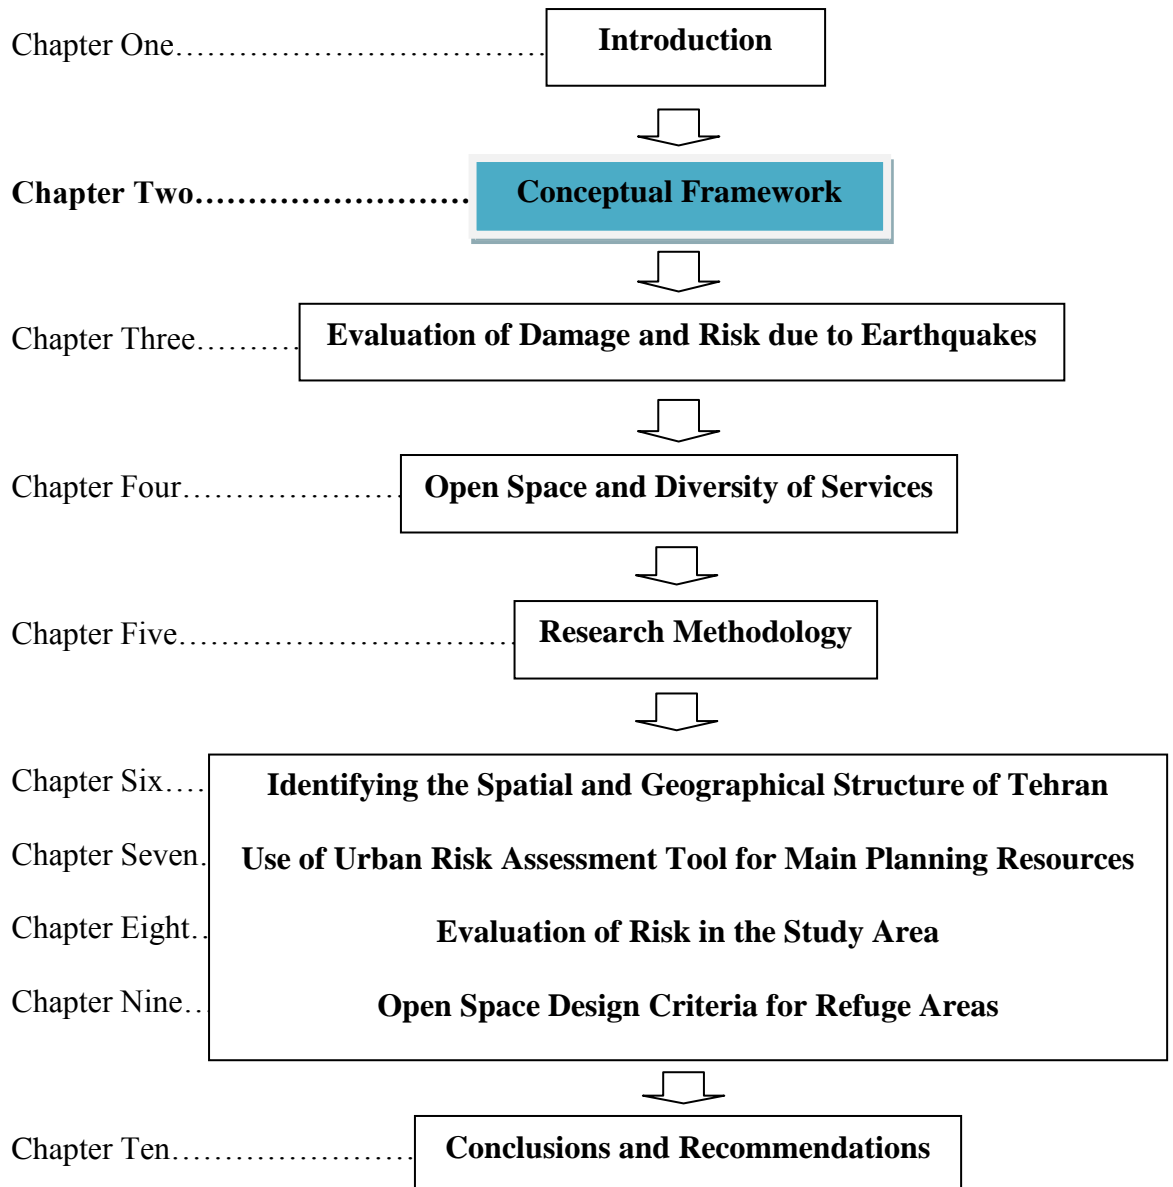 Chapter One……………………………… Introduction
Chapter Two……………………… Conceptual Framework
Chapter Three………. Evaluation of Damage and Risk due to Earthquakes
Chapter Four………………… Open Space and Diversity of Services
Chapter Five…………………………… Research Methodology
Chapter Six…. Identifying the Spatial and Geographical Structure of Tehran
Chapter Seven. Use of Urban Risk Assessment Tool for Main Planning Resources
Chapter Eight.. Evaluation of Risk in the Study Area
Chapter Nine… Open Space Design Criteria for Refuge Areas
Chapter Ten…………………… Conclusions and Recommendations